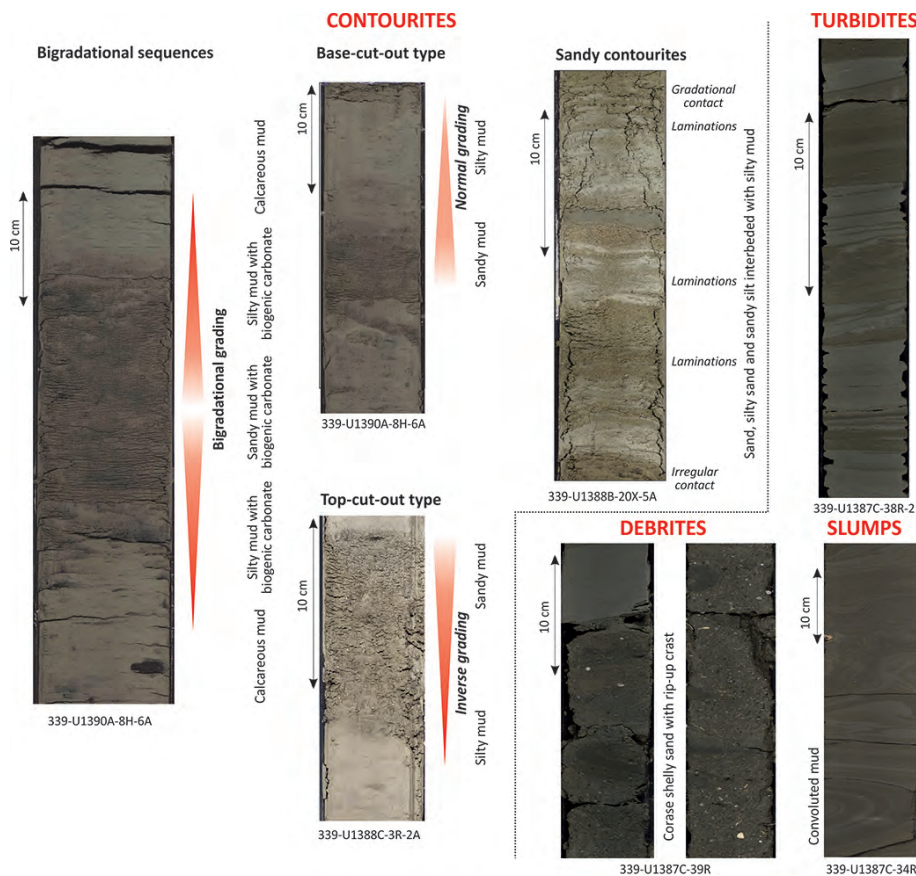 CONTOURITES
TURBIDITES
Bigradational sequences
Base-cut-out type
Sandy contourites
10 cm
Bigradational grading
Calcareous mud
Silty mud with
biogenic carbonate
Sandy mud with
biogenic carbonate
Silty mud with
biogenic carbonate
Calcareous mud
339-U1390A-8H-6A
10 cm
Normal grading
Silty mud
Sandy mud
339-U1390A-8H-6A
Top-cut-out type
10 cm
Inverse grading
Sandy mud
Silty mud
339-U1388C-3R-2A
10 cm
Gradational
contact
Laminations
Laminations
Laminations
Irregular
contact
Sand, silty sand and sandy silt interbeded with silty mud
339-U1388B-20X-5A
10 cm
339-U1387C-38R-2
DEBRITES
SLUMPS
10 cm
Corase shelly sand with rip-up crast
339-U1387C-39R
10 cm
Convoluted mud
339-U1387C-34R